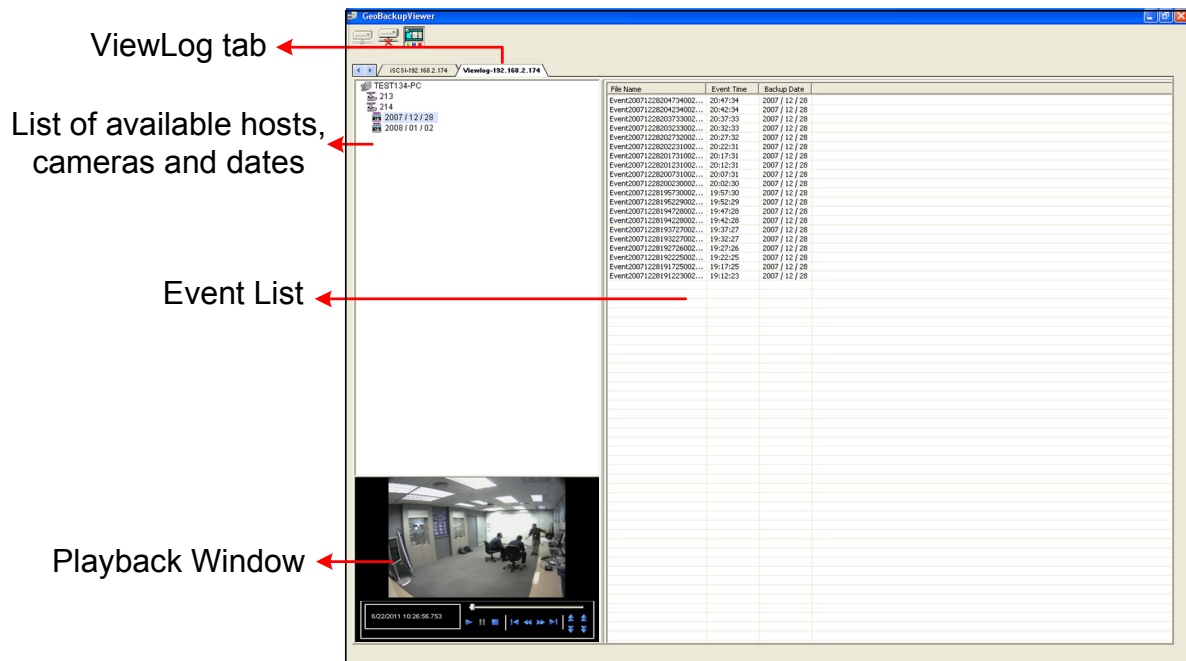 GeoBackupViewer
ViewLog tab
iSCSI-192.168.2.174
Viewlog-192.168.2.174
List of available hosts,
cameras and dates
TEST134-PC
213
214
2007 / 12 / 28
2008 / 01 / 02
File Name Event Time Backup Date
Event20071228204734002... 20:47:34 2007 / 12 / 28
Event20071228204234002... 20:42:34 2007 / 12 / 28
Event20071228203733002... 20:37:33 2007 / 12 / 28
Event20071228203233002... 20:32:33 2007 / 12 / 28
Event20071228202732002... 20:27:32 2007 / 12 / 28
Event20071228202231002... 20:22:31 2007 / 12 / 28
Event20071228201731002... 20:17:31 2007 / 12 / 28
Event20071228201231002... 20:12:31 2007 / 12 / 28
Event20071228200731002... 20:07:31 2007 / 12 / 28
Event20071228200230002... 20:02:30 2007 / 12 / 28
Event20071228195730002... 19:57:30 2007 / 12 / 28
Event20071228195229002... 19:52:29 2007 / 12 / 28
Event20071228194728002... 19:47:28 2007 / 12 / 28
Event20071228194228002... 19:42:28 2007 / 12 / 28
Event20071228193727002... 19:37:27 2007 / 12 / 28
Event20071228193227002... 19:32:27 2007 / 12 / 28
Event20071228192726002... 19:27:26 2007 / 12 / 28
Event20071228192225002... 19:22:25 2007 / 12 / 28
Event20071228191725002... 19:17:25 2007 / 12 / 28
Event20071228191223002... 19:12:23 2007 / 12 / 28
Event List
Playback Window
6/22/2011 10:26:56.753